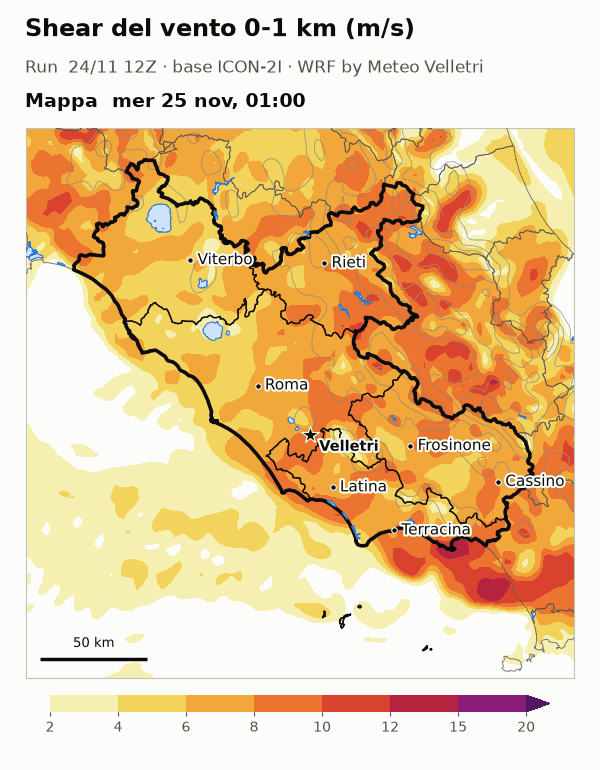 Shear del vento 0-1 km (m/s)
Run  24/11 12Z · base ICON-2I · WRF by Meteo Velletri
Mappa  mer 25 nov, 01:00
Viterbo
Rieti
Roma
Velletri
Frosinone
Latina
Cassino
Terracina
50 km
2 4 6 8 10 12 15 20